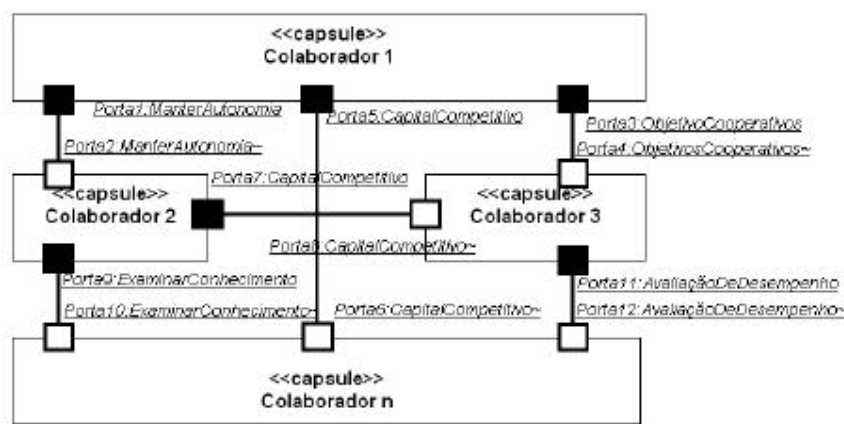 <<capsule>>
Colaborador 1
Porta1:ManterAutonomia
Porta5:CapitalCompetitivo
Porta3:ObjetivoCooperativos
Porta2:ManterAutonomia~
Porta4:ObjetivosCooperativos~
Porta7:CapitalCompetitivo
<<capsule>>
Colaborador 2
<<capsule>>
Colaborador 3
Porta8:CapitalCompetitivo~
Porta9:ExaminarConhecimento
Porta11:AvaliaçãoDeDesempenho
Porta10:ExaminarConhecimento~
Porta6:CapitalCompetitivo~
Porta12:AvaliaçãoDeDesempenho~
<<capsule>>
Colaborador n